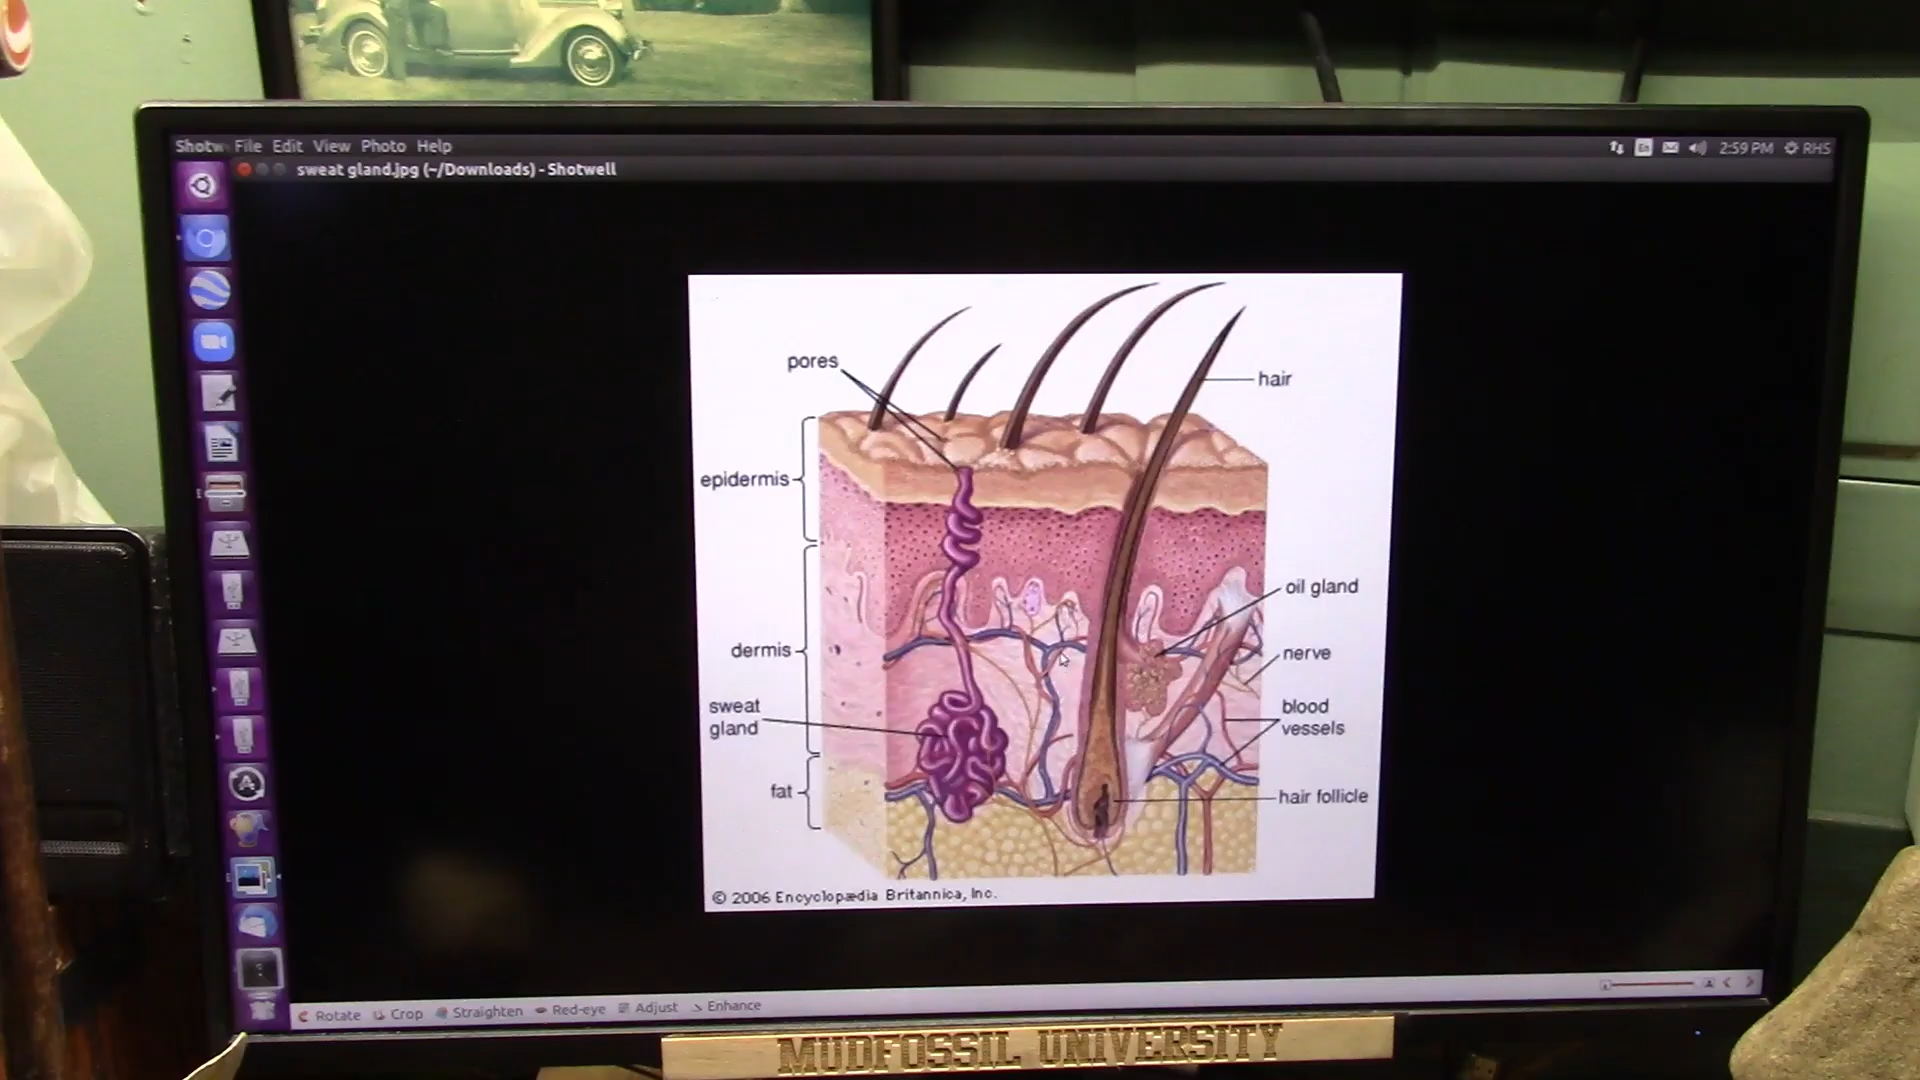 Shotw File Edit View Photo Help
En 2:59 PM RHS
sweat gland.jpg (~/Downloads) - Shotwell
pores
hair
epidermis
oil gland
dermis
nerve
sweat
gland
blood
vessels
fat
hair follicle
© 2006 Encyclopædia Britannica, Inc.
Rotate Crop Straighten Red-eye Adjust Enhance
MUDFOSSIL UNIVERSITY